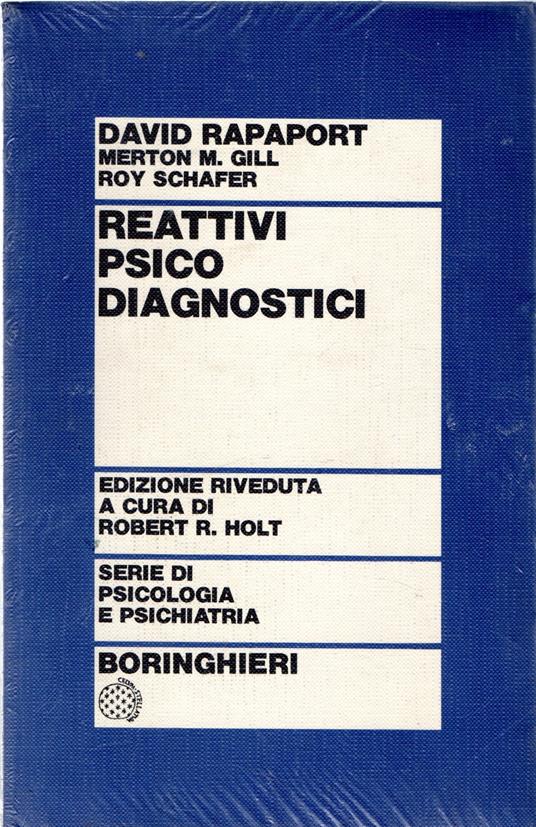 DAVID RAPAPORT
MERTON M. GILL
ROY SCHAFER
REATTIVI
PSICO
DIAGNOSTICI
EDIZIONE RIVEDUTA
A CURA DI
ROBERT R. HOLT
SERIE DI
PSICOLOGIA
E PSICHIATRIA
BORINGHIERI